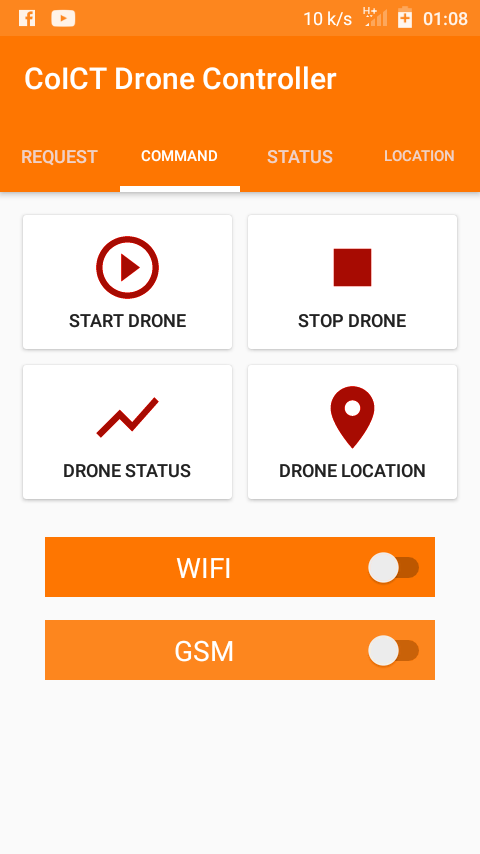 10 k/s H+ 01:08
CoICT Drone Controller
REQUEST COMMAND STATUS LOCATION
START DRONE STOP DRONE
DRONE STATUS DRONE LOCATION
WIFI
GSM